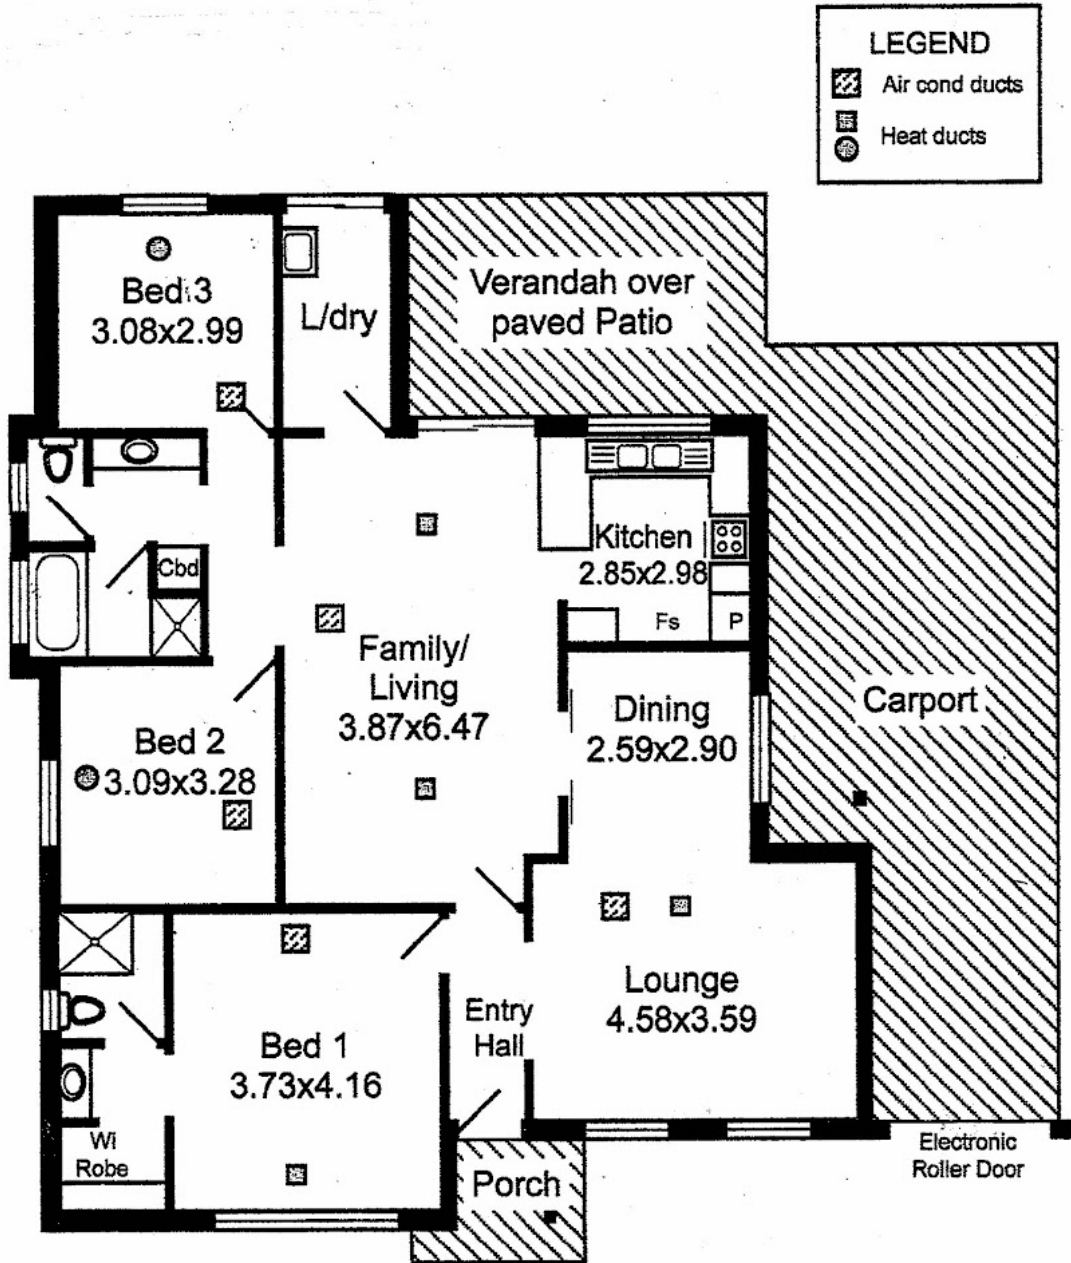 LEGEND
Air cond ducts
Heat ducts
Bed 3
3.08x2.99
L/dry
Verandah over
paved Patio
Kitchen
2.85x2.98
Cbd
Fs
P
Family/
Living
3.87x6.47
Dining
2.59x2.90
Carport
Bed 2
3.09x3.28
Lounge
4.58x3.59
Entry
Hall
Bed 1
3.73x4.16
WI
Robe
Porch
Electronic
Roller Door